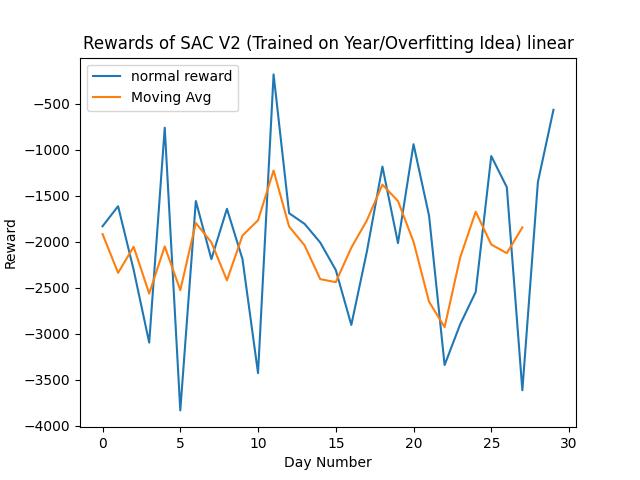 Rewards of SAC V2 (Trained on Year/Overfitting Idea) linear
normal reward
Moving Avg
−500
−1000
−1500
−2000
−2500
−3000
−3500
−4000
Reward
0 5 10 15 20 25 30
Day Number